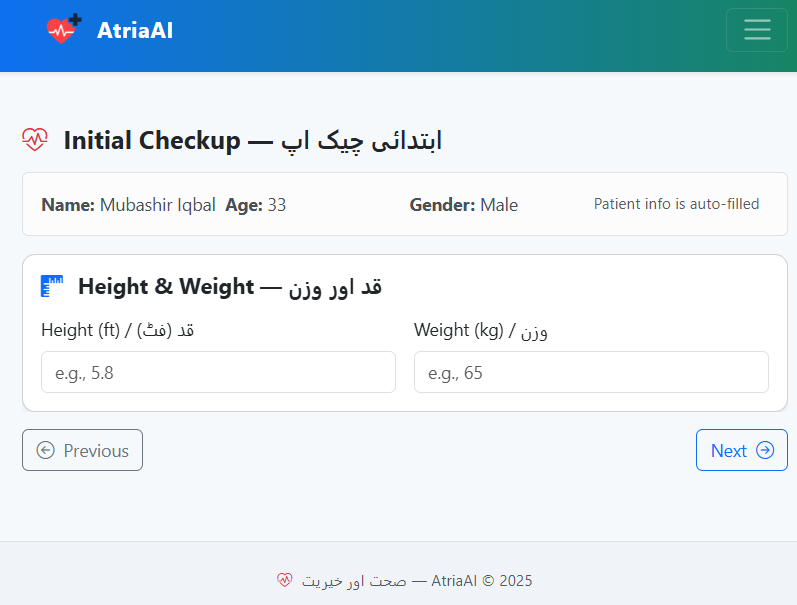 AtriaAI
Initial Checkup — ابتدائی چیک اپ
Name: Mubashir Iqbal Age: 33 Gender: Male Patient info is auto-filled
Height & Weight — قد اور وزن
Height (ft) / قد (فٹ) Weight (kg) / وزن
e.g., 5.8 e.g., 65
Previous Next
صحت اور خیریت — AtriaAI © 2025